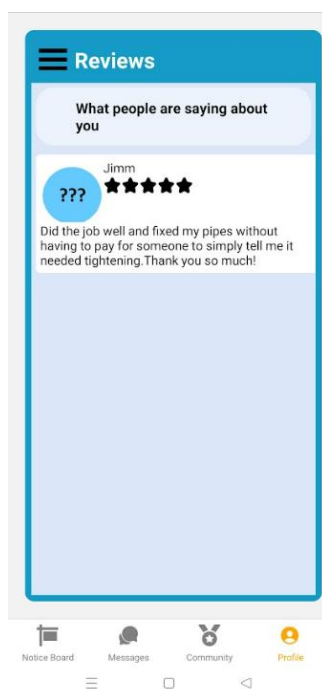 Reviews
What people are saying about
you
Jimm
???
Did the job well and fixed my pipes without
having to pay for someone to simply tell me it
needed tightening.Thank you so much!
Notice Board
Messages
Community
Profile